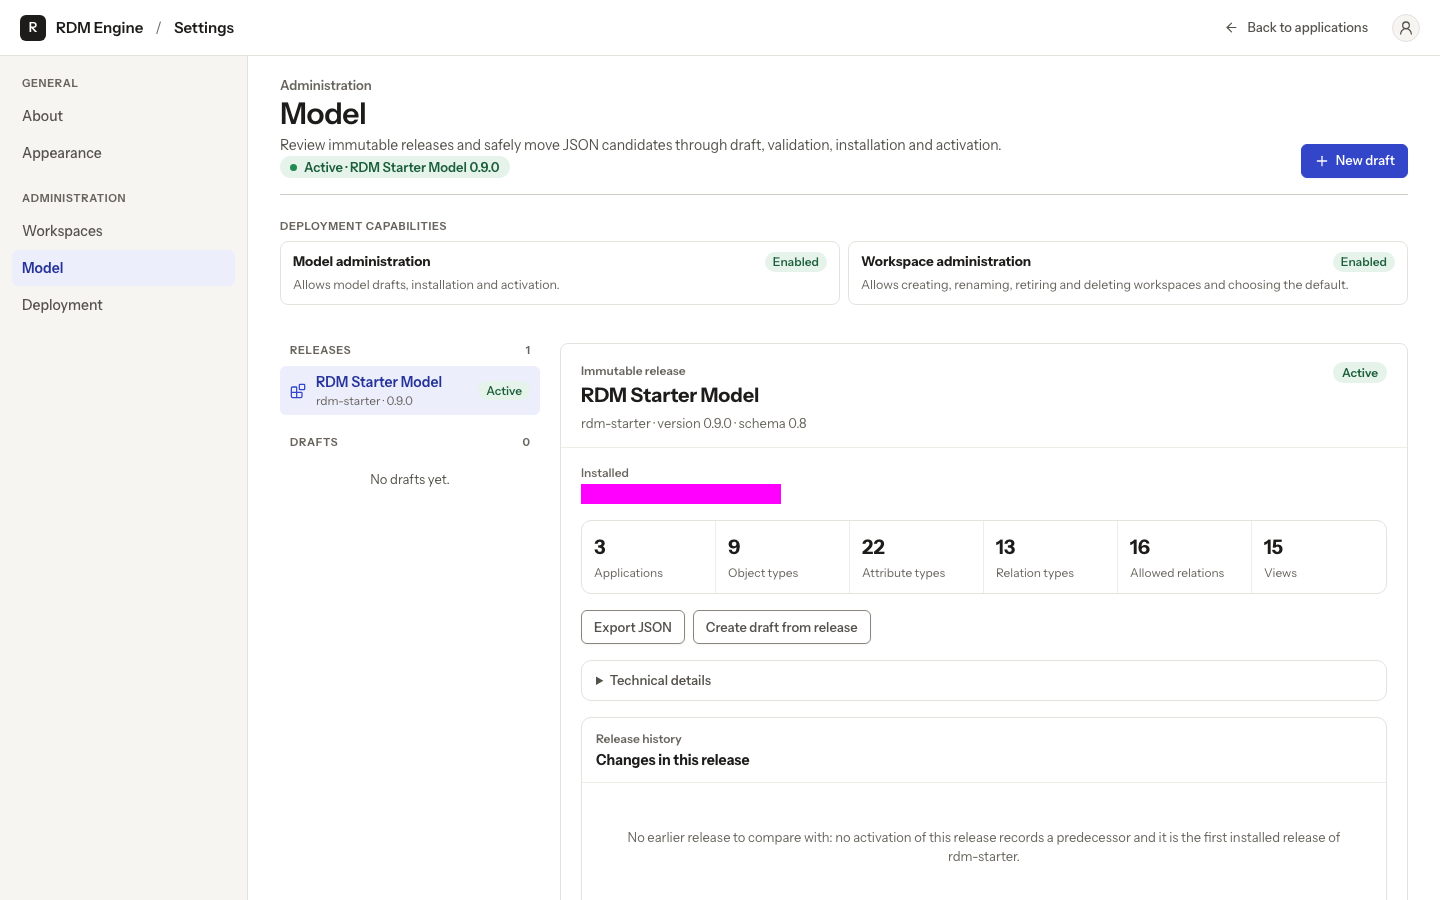 R RDM Engine / Settings
Back to applications
GENERAL
About
Appearance
ADMINISTRATION
Workspaces
Model
Deployment
Administration
Model
Review immutable releases and safely move JSON candidates through draft, validation, installation and activation.
Active · RDM Starter Model 0.9.0
New draft
DEPLOYMENT CAPABILITIES
Model administration
Enabled
Allows model drafts, installation and activation.
Workspace administration
Enabled
Allows creating, renaming, retiring and deleting workspaces and choosing the default.
RELEASES 1
RDM Starter Model
rdm-starter · 0.9.0
Active
DRAFTS 0
No drafts yet.
Immutable release
RDM Starter Model
rdm-starter · version 0.9.0 · schema 0.8
Active
Installed
3
Applications
9
Object types
22
Attribute types
13
Relation types
16
Allowed relations
15
Views
Export JSON
Create draft from release
Technical details
Release history
Changes in this release
No earlier release to compare with: no activation of this release records a predecessor and it is the first installed release of
rdm-starter.